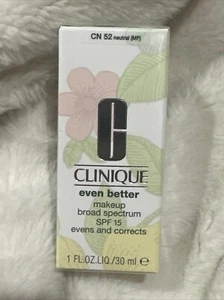 CN 52 neutral (MF)
C
CLINIQUE
even better
makeup
broad spectrum
SPF 15
evens and corrects
1 FL.OZ.LIQ./30 ml e